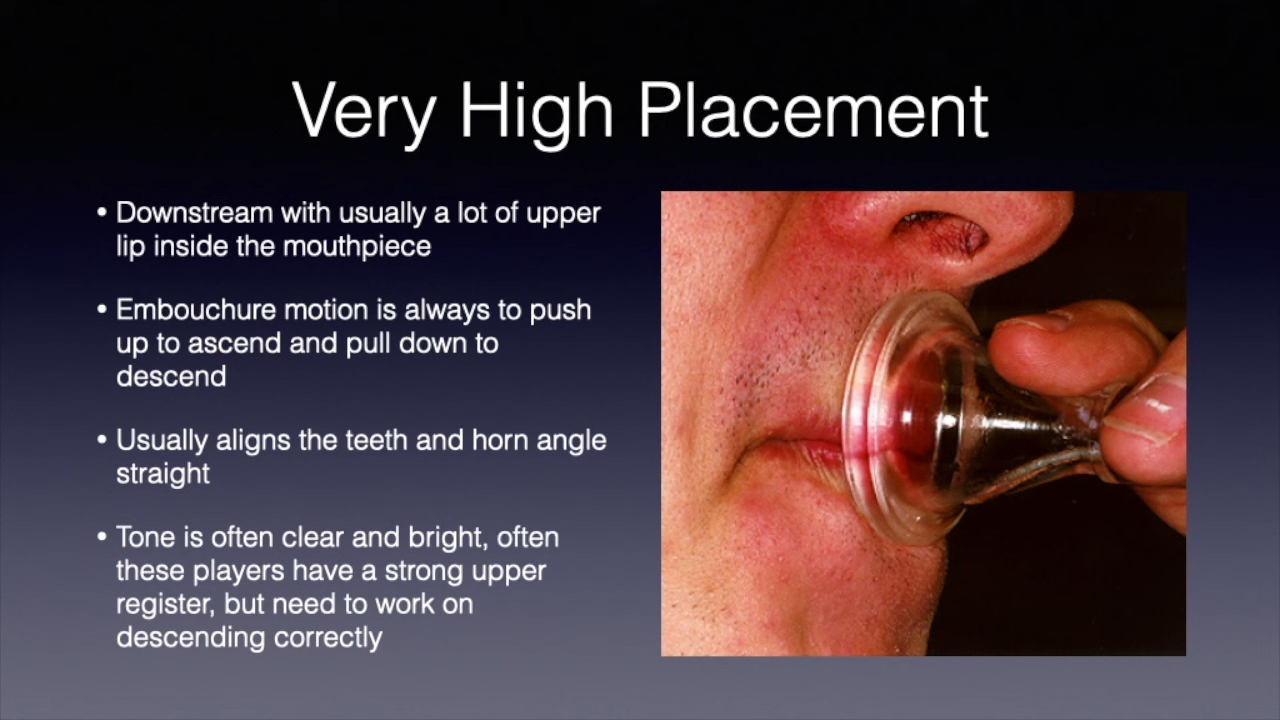 Very High Placement
• Downstream with usually a lot of upper
lip inside the mouthpiece
• Embouchure motion is always to push
up to ascend and pull down to
descend
• Usually aligns the teeth and horn angle
straight
• Tone is often clear and bright, often
these players have a strong upper
register, but need to work on
descending correctly